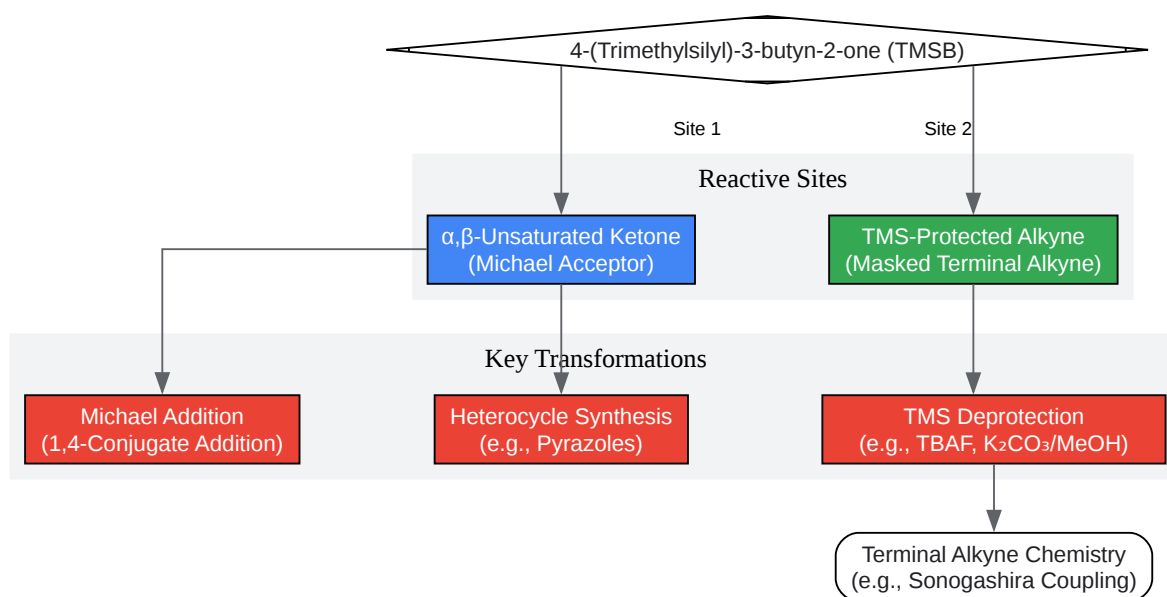 4-(Trimethylsilyl)-3-butyn-2-one (TMSB)
Site 1
Site 2
Reactive Sites
α,β-Unsaturated Ketone
(Michael Acceptor)
TMS-Protected Alkyne
(Masked Terminal Alkyne)
Key Transformations
Michael Addition
(1,4-Conjugate Addition)
Heterocycle Synthesis
(e.g., Pyrazoles)
TMS Deprotection
(e.g., TBAF, K₂CO₃/MeOH)
Terminal Alkyne Chemistry
(e.g., Sonogashira Coupling)